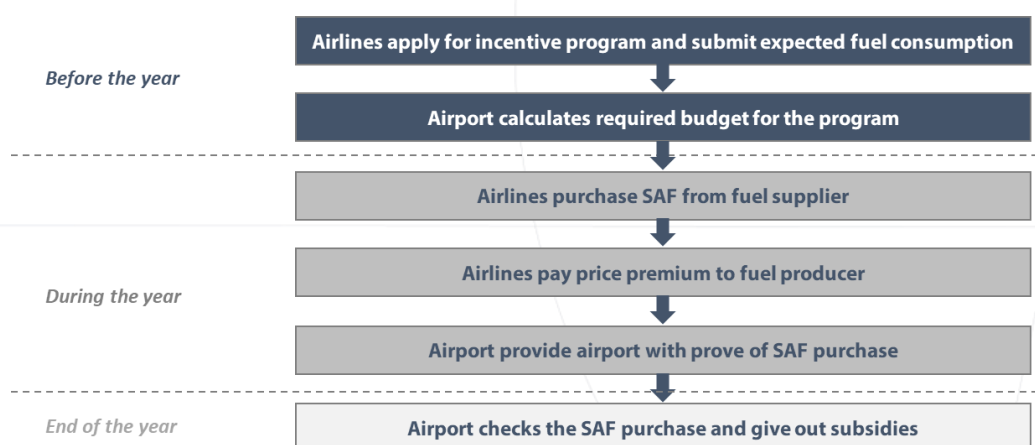 Airlines apply for incentive program and submit expected fuel consumption
Before the year
Airport calculates required budget for the program
Airlines purchase SAF from fuel supplier
Airlines pay price premium to fuel producer
During the year
Airport provide airport with prove of SAF purchase
End of the year
Airport checks the SAF purchase and give out subsidies